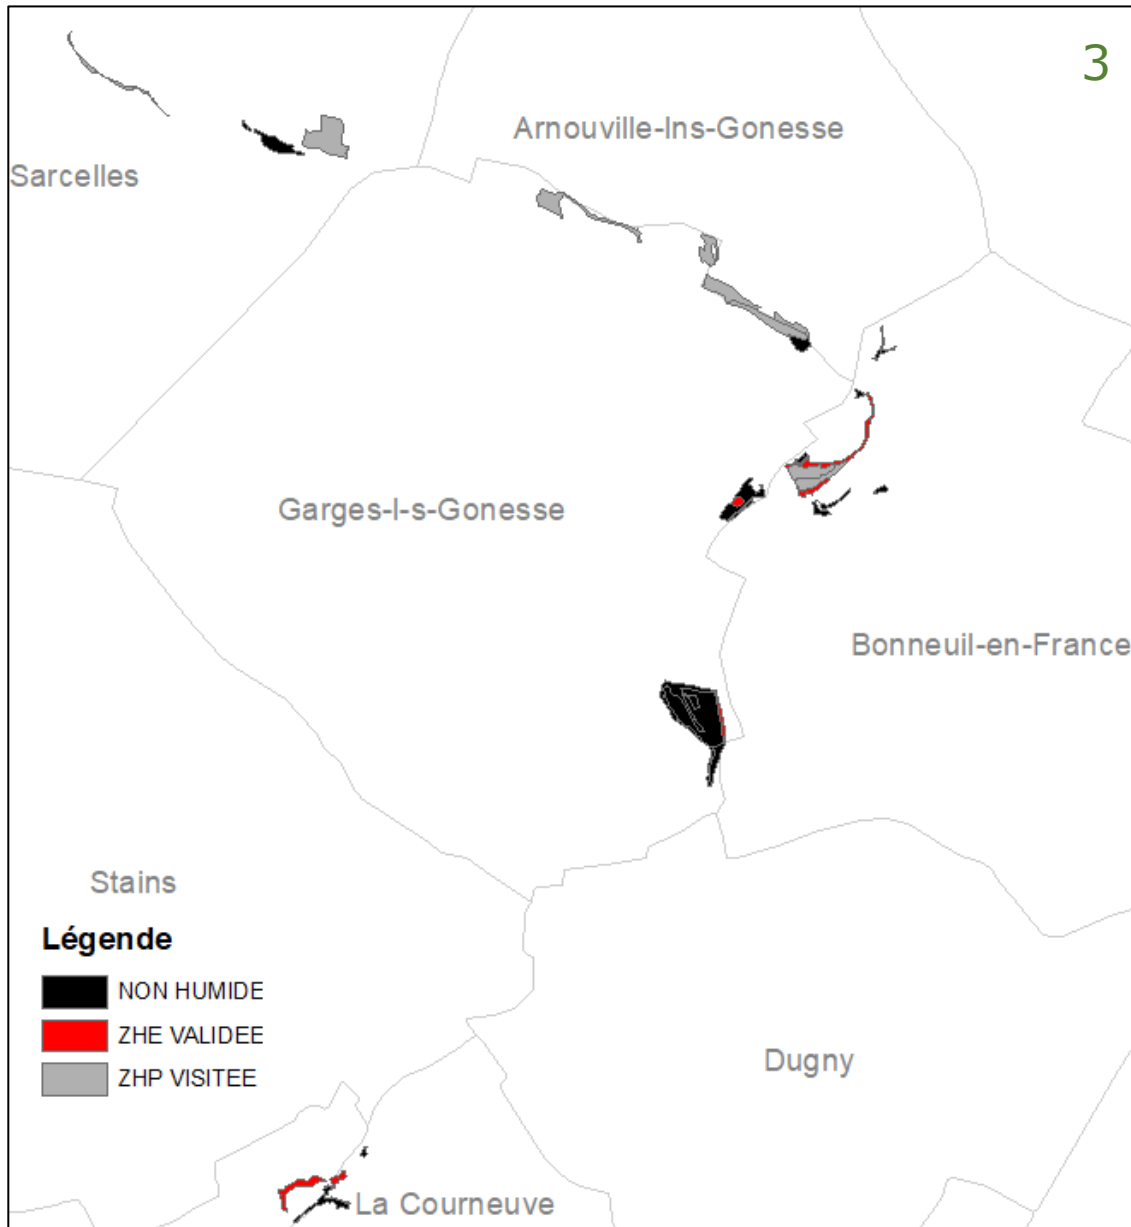 3
Arnouville-lns-Gonesse
Sarcelles
Garges-l-s-Gonesse
Bonneuil-en-France
Stains
Légende
NON HUMIDE
ZHE VALIDEE
ZHP VISITEE
Dugny
La Courneuve